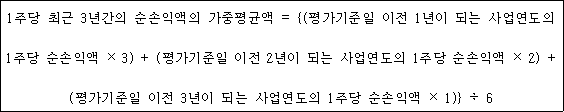 1주당 최근 3년간의 순손익액의 가중평균액 = {(평가기준일 이전 1년이 되는 사업연도의
1주당 순손익액 × 3) + (평가기준일 이전 2년이 되는 사업연도의 1주당 순손익액 × 2) +
(평가기준일 이전 3년이 되는 사업연도의 1주당 순손익액 × 1)} ÷ 6